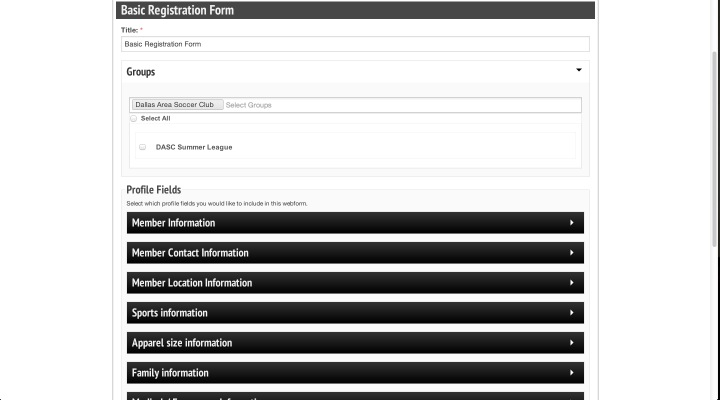 Basic Registration Form
Title: *
Basic Registration Form
Groups
Dallas Area Soccer Club Select Groups
Select All
DASC Summer League
Profile Fields
Select which profile fields you would like to include in this webform.
Member Information
Member Contact Information
Member Location Information
Sports information
Apparel size information
Family information